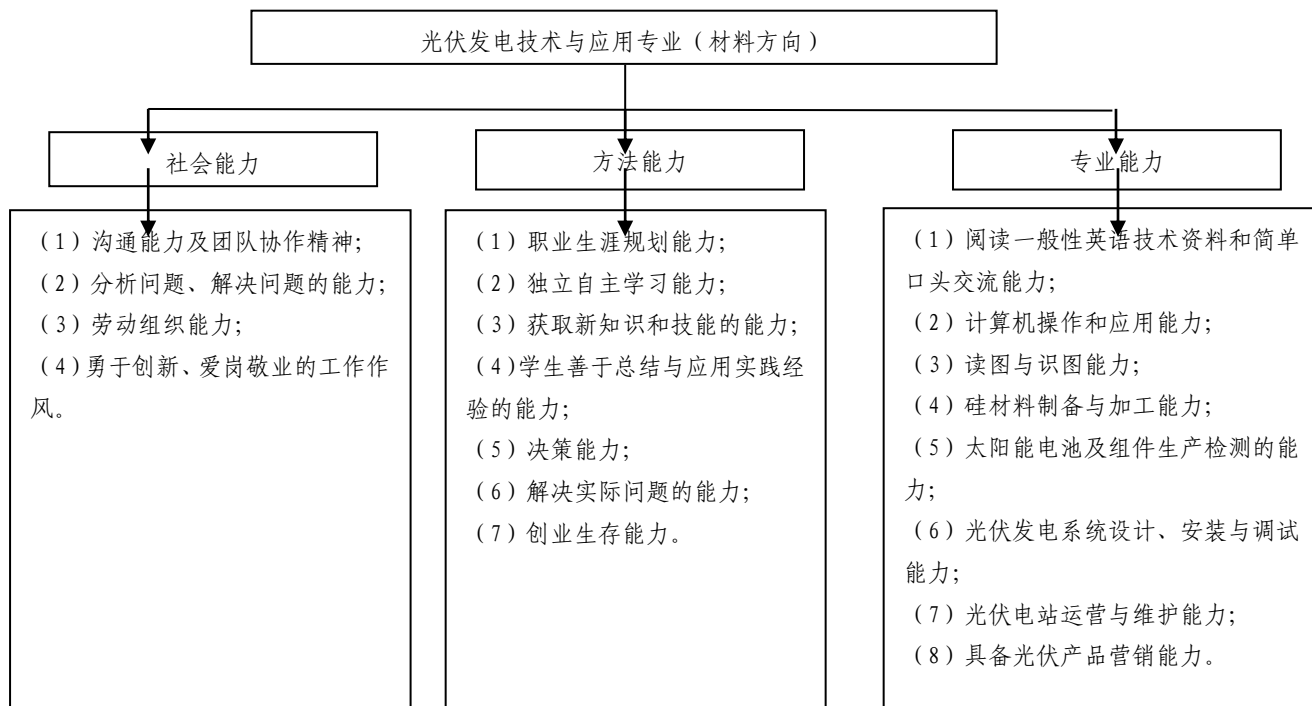 光伏发电技术与应用专业（材料方向）
社会能力
方法能力
专业能力
（1）沟通能力及团队协作精神；
（2）分析问题、解决问题的能力；
（3）劳动组织能力；
（4）勇于创新、爱岗敬业的工作作
风。
（1）职业生涯规划能力；
（2）独立自主学习能力；
（3）获取新知识和技能的能力；
（4）学生善于总结与应用实践经
验的能力；
（5）决策能力；
（6）解决实际问题的能力；
（7）创业生存能力。
（1）阅读一般性英语技术资料和简单
口头交流能力；
（2）计算机操作和应用能力；
（3）读图与识图能力；
（4）硅材料制备与加工能力；
（5）太阳能电池及组件生产检测的能
力；
（6）光伏发电系统设计、安装与调试
能力；
（7）光伏电站运营与维护能力；
（8）具备光伏产品营销能力。